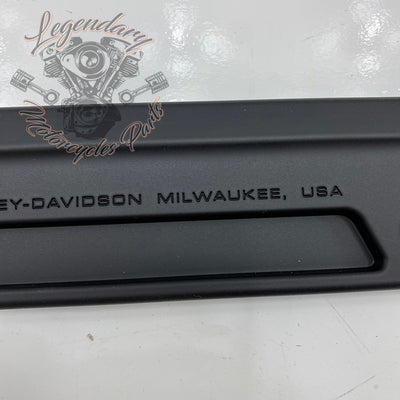 Legendary
Motorcycles Parts
EY-DAVIDSON MILWAUKEE, USA